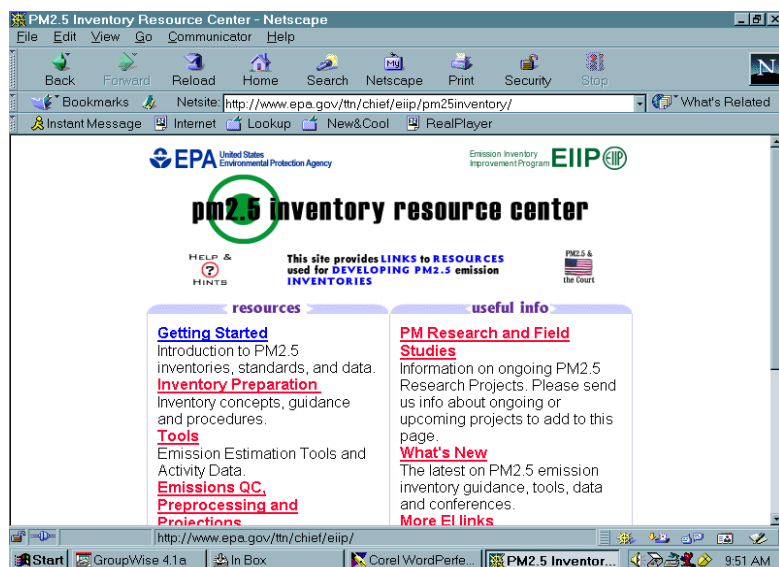 PM2.5 Inventory Resource Center - Netscape
File Edit View Go Communicator Help
Back Forward Reload Home Search Netscape Print Security Stop
My
N
Bookmarks Netsite: http://www.epa.gov/ttn/chief/eiip/pm25inventory/ What's Related
Instant Message Internet Lookup New&Cool RealPlayer
EPA United States
Environmental Protection Agency
Emission Inventory
Improvement Program EIIP EIIP
pm2.5 inventory resource center
HELP &
?
HINTS
This site provides LINKS to RESOURCES
used for DEVELOPING PM2.5 emission
INVENTORIES
PM2.5 &
the Court
resources
Getting Started
Introduction to PM2.5
inventories, standards, and data.
Inventory Preparation
Inventory concepts, guidance
and procedures.
Tools
Emission Estimation Tools and
Activity Data.
Emissions QC,
Preprocessing and
Projections
useful info
PM Research and Field
Studies
Information on ongoing PM2.5
Research Projects. Please send
us info about ongoing or
upcoming projects to add to this
page.
What's New
The latest on PM2.5 emission
inventory guidance, tools, data
and conferences.
More EI links
http://www.epa.gov/ttn/chief/eiip/
Start GroupWise 4.1a In Box Corel WordPerfe... PM2.5 Inventor... 9:51 AM